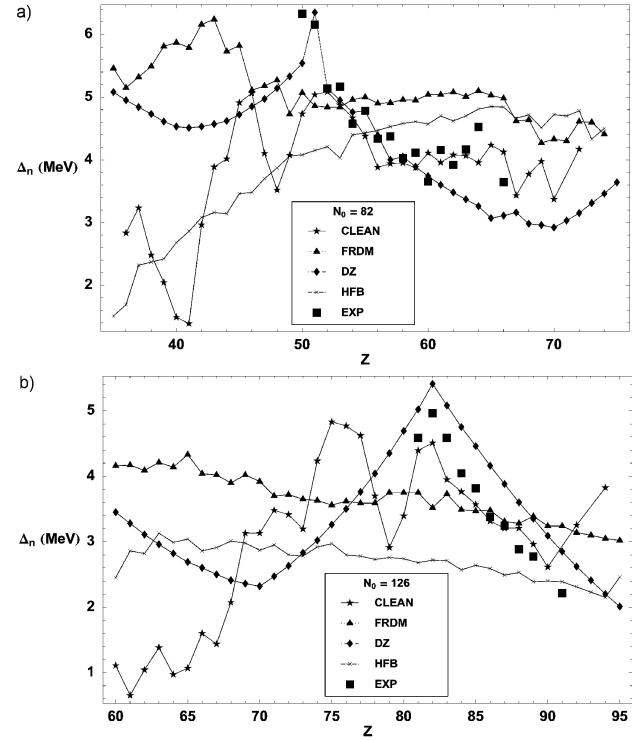 a)
6
5
4
3
2
Δn (MeV)
N0 = 82
CLEAN
FRDM
DZ
HFB
EXP
40
50
60
70
Z
b)
5
4
3
2
1
Δn (MeV)
N0 = 126
CLEAN
FRDM
DZ
HFB
EXP
60
65
70
75
80
85
90
95
Z